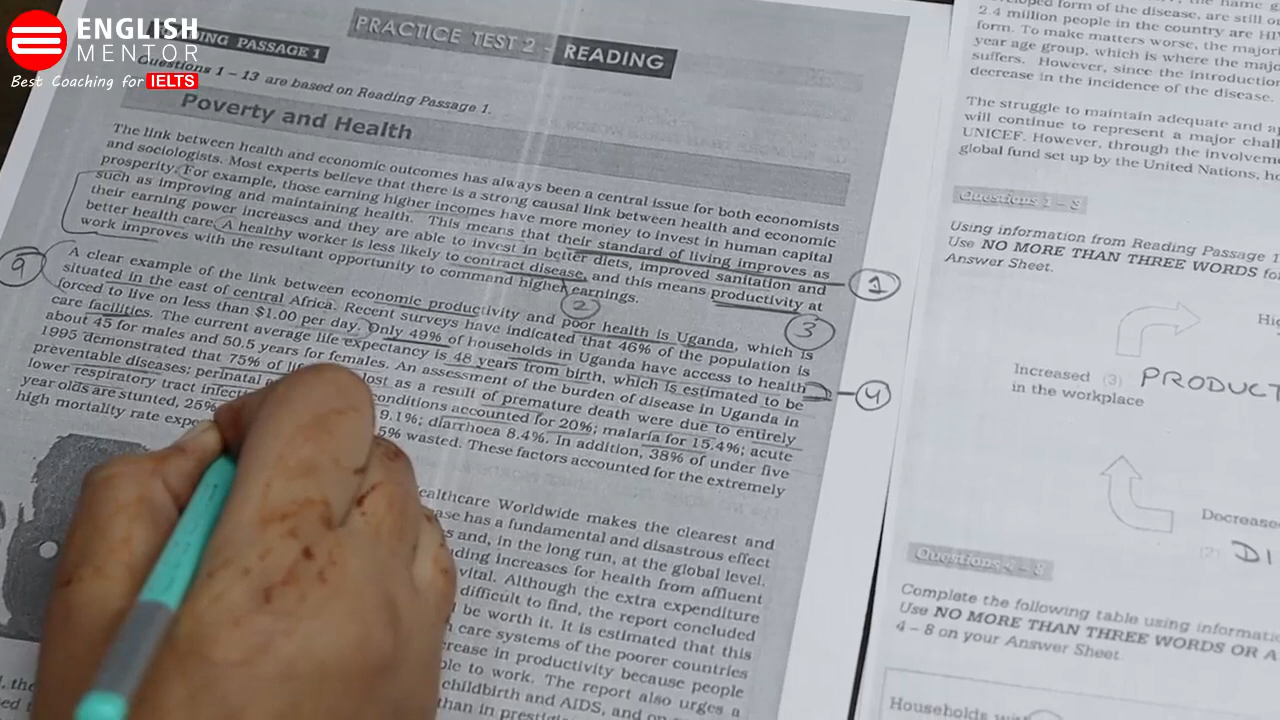 ENGLISH
MENTOR
Best Coaching for IELTS
READING PASSAGE 1
PRACTICE TEST 2 - READING
Questions 1 – 13 are based on Reading Passage 1.
Poverty and Health
The link between health and economic outcomes has always been a central issue for both economists
and sociologists. Most experts believe that there is a strong causal link between health and economic
prosperity. For example, those earning higher incomes have more money to invest in human capital
such as improving and maintaining health. This means that their standard of living improves as
their earning power increases and they are able to invest in better diets, improved sanitation and
better health care. A healthy worker is less likely to contract disease, and this means productivity at
work improves with the resultant opportunity to command higher earnings.
1
2
3
9
A clear example of the link between economic productivity and poor health is Uganda, which is
situated in the east of central Africa. Recent surveys have indicated that 46% of the population is
forced to live on less than $1.00 per day. Only 49% of households in Uganda have access to health
care facilities. The current average life expectancy is 48 years from birth, which is estimated to be
about 45 for males and 50.5 years for females. An assessment of the burden of disease in Uganda in
1995 demonstrated that 75% of lost as a result of premature death were due to entirely
preventable diseases; perinatal conditions accounted for 20%; malaria for 15.4%; acute
lower respiratory tract 9.1%; diarrhoea 8.4%. In addition, 38% of under five
year olds are stunted, 25% 5% wasted. These factors accounted for the extremely
high mortality rate
4
Healthcare Worldwide makes the clearest and
has a fundamental and disastrous effect
and, in the long run, at the global level.
increases for health from affluent
vital. Although the extra expenditure
difficult to find, the report concluded
be worth it. It is estimated that this
care systems of the poorer countries
in productivity because people
to work. The report also urges a
childbirth and AIDS, and
than in
form of the disease, are still
2.4 million people in the country are
form. To make matters worse, the
year age group, which is where the
suffers. However, since the introduction
decrease in the incidence of the disease.
The struggle to maintain adequate and
will continue to represent a major
UNICEF. However, through the
global fund set up by the United Nations,
Questions 1 – 3
Using information from Reading Passage 1
Use NO MORE THAN THREE WORDS
Answer Sheet.
Increased (3) PRODUCT
in the workplace
(2) DI
Questions 4 – 8
Complete the following table using
Use NO MORE THAN THREE WORDS OR A
4 – 8 on your Answer Sheet.
Households